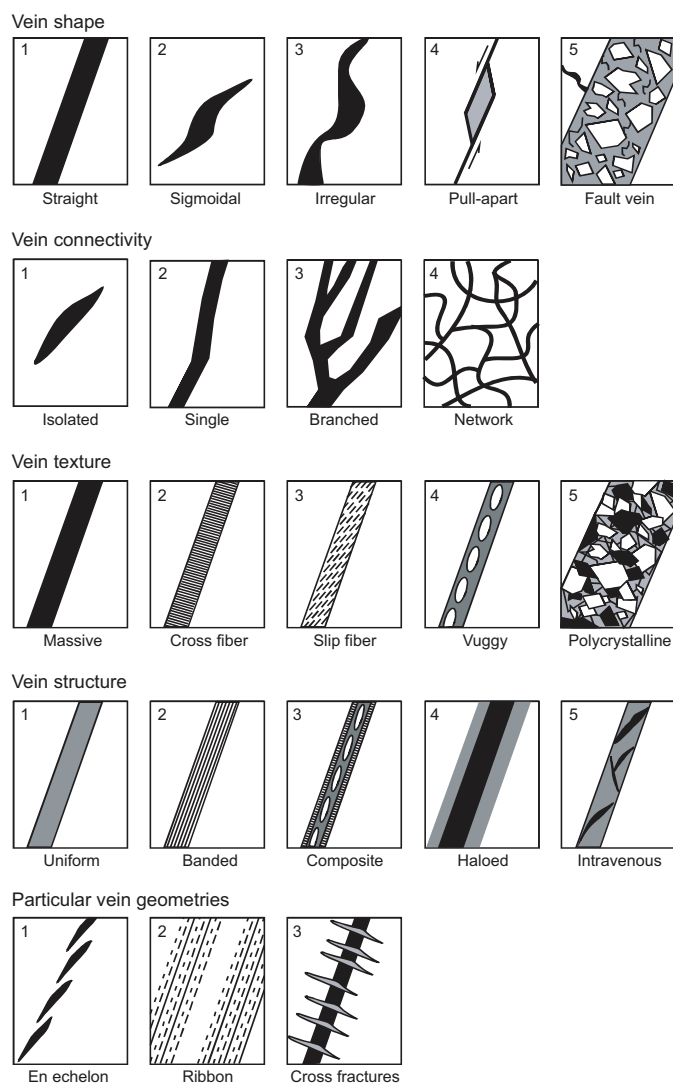 Vein shape
1 2 3 4 5
Straight Sigmoidal Irregular Pull-apart Fault vein
Vein connectivity
1 2 3 4
Isolated Single Branched Network
Vein texture
1 2 3 4 5
Massive Cross fiber Slip fiber Vuggy Polycrystalline
Vein structure
1 2 3 4 5
Uniform Banded Composite Haloed Intravenous
Particular vein geometries
1 2 3
En echelon Ribbon Cross fractures